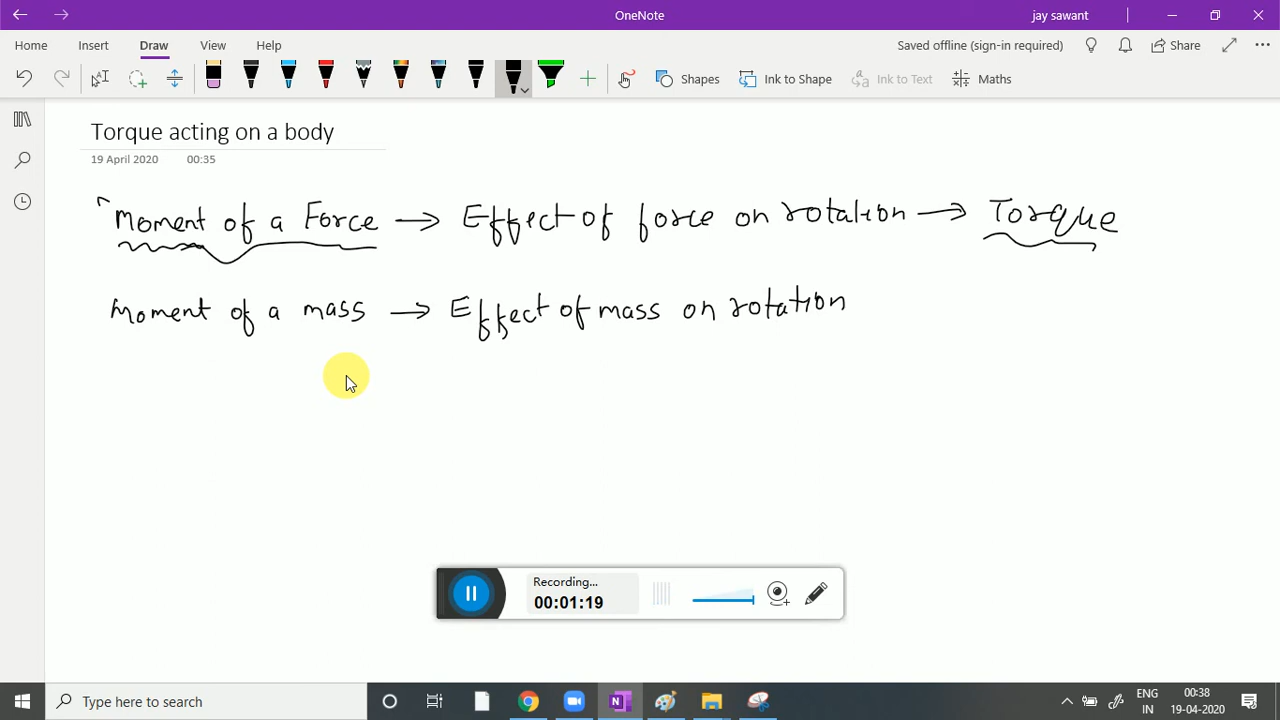 OneNote
jay sawant
Home Insert Draw View Help
Saved offline (sign-in required)
Share
Shapes
Ink to Shape
Ink to Text
Maths
Torque acting on a body
19 April 2020 00:35
Moment of a Force → Effect of force on rotation → Torque
Moment of a mass → Effect of mass on rotation
Recording...
00:01:19
Type here to search
ENG
IN
00:38
19-04-2020